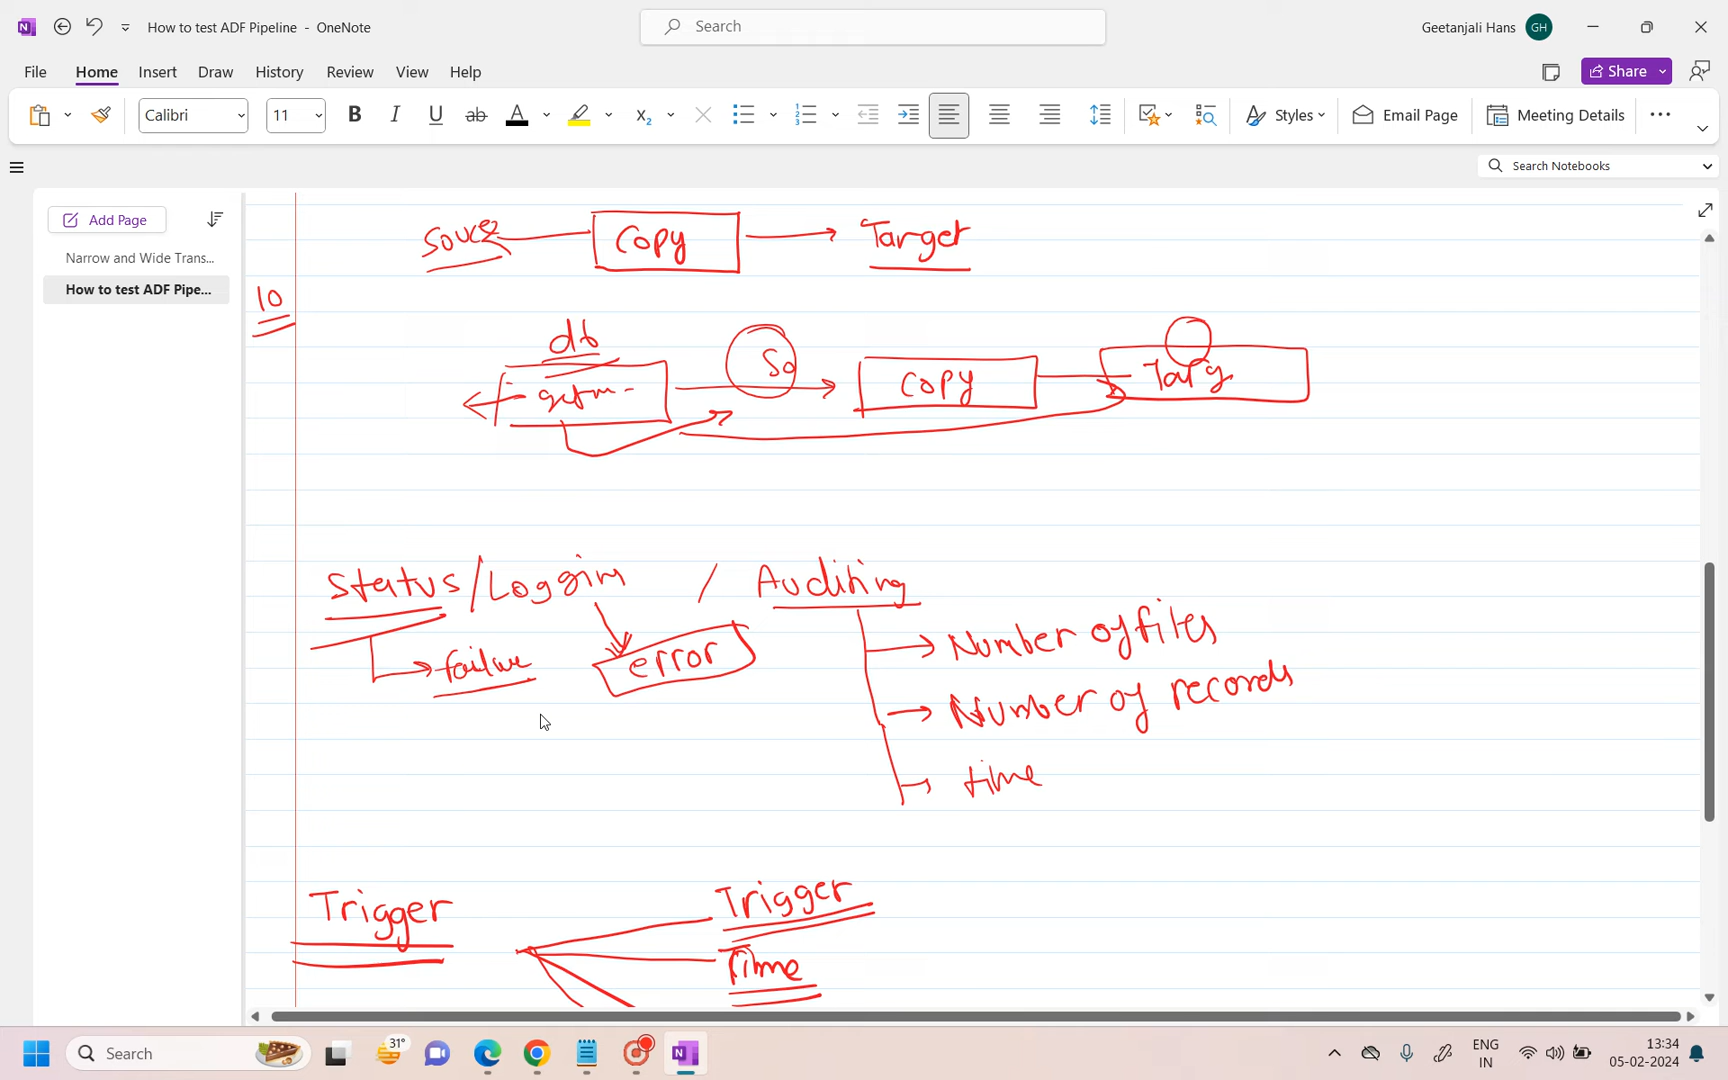 How to test ADF Pipeline - OneNote
Search
Geetanjali Hans
GH
File Home Insert Draw History Review View Help
Share
Calibri
11
Styles
Email Page
Meeting Details
Search Notebooks
Add Page
Narrow and Wide Trans...
How to test ADF Pipe...
Copy
Target
10
So
Copy
Targ
Status / Loggin / Auditing
failure
error
Number of files
Number of records
time
Trigger
Trigger
Time
Search
31°
ENG
IN
13:34
05-02-2024